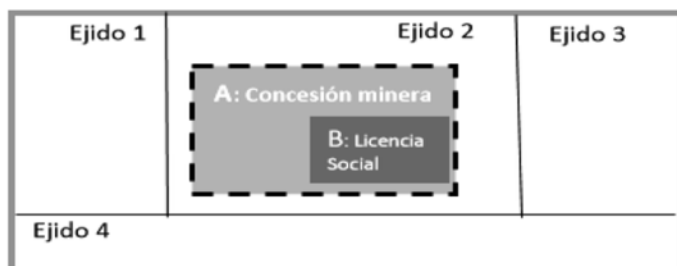 Ejido 1
Ejido 2
Ejido 3
A: Concesión minera
B: Licencia
Social
Ejido 4